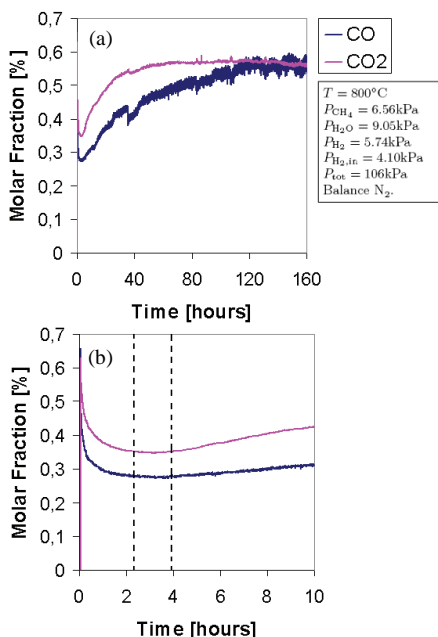 (a)
Molar Fraction [%]
0,7
0,6
0,5
0,4
0,3
0,2
0,1
0
0 40 80 120 160
Time [hours]
CO
CO2
T = 800°C
P_CH₄ = 6.56kPa
P_H₂O = 9.05kPa
P_H₂ = 5.74kPa
P_H₂,in = 4.10kPa
P_tot = 106kPa
Balance N₂.
(b)
Molar Fraction [%]
0,7
0,6
0,5
0,4
0,3
0,2
0,1
0
0 2 4 6 8 10
Time [hours]